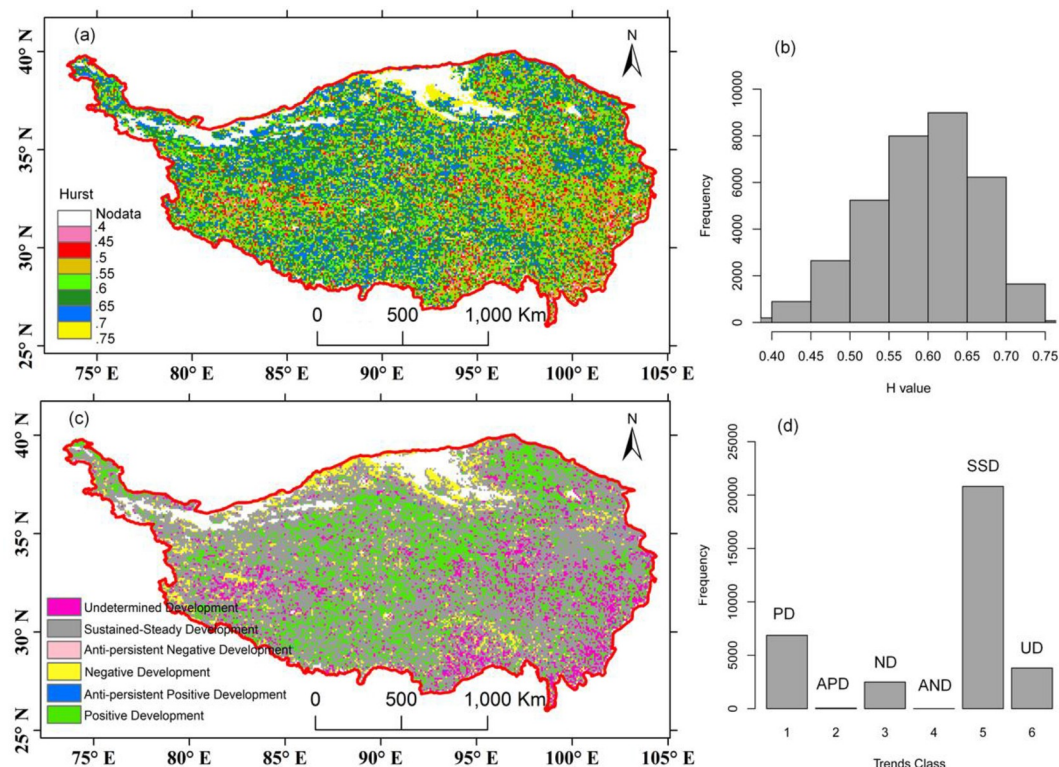 (a)
N
40° N
35° N
30° N
25° N
Hurst
Nodata
.4
.45
.5
.55
.6
.65
.7
.75
0 500 1,000 Km
75° E 80° E 85° E 90° E 95° E 100° E 105° E
(b)
Frequency
10000
8000
6000
4000
2000
0
0.40 0.45 0.50 0.55 0.60 0.65 0.70 0.75
H value
(c)
N
40° N
35° N
30° N
25° N
Undetermined Development
Sustained-Steady Development
Anti-persistent Negative Development
Negative Development
Anti-persistent Positive Development
Positive Development
0 500 1,000 Km
75° E 80° E 85° E 90° E 95° E 100° E 105° E
(d)
Frequency
25000
20000
15000
10000
5000
0
PD
APD
ND
AND
SSD
UD
1 2 3 4 5 6
Trends Class